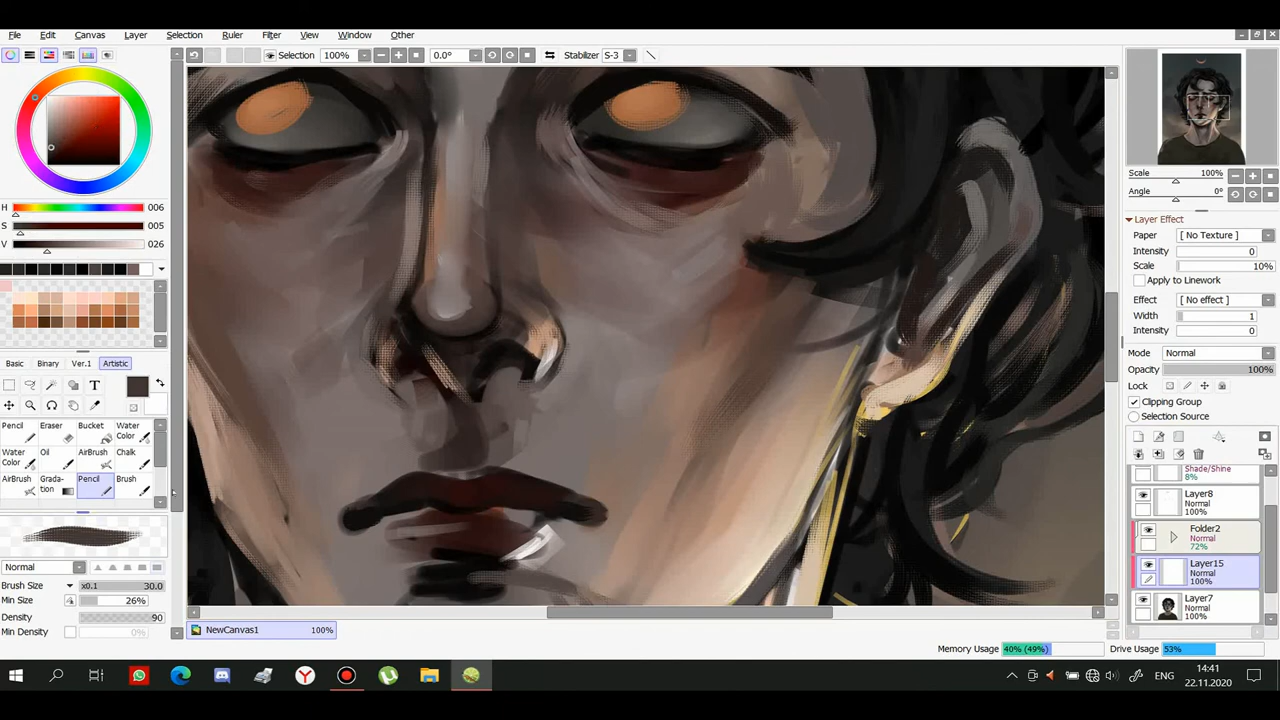 File Edit Canvas Layer Selection Ruler Filter View Window Other
Selection 100% 0.0° Stabilizer S-3
H 006
S 005
V 026
Basic Binary Ver.1 Artistic
T
Pencil Eraser Bucket Water Color
Water Color Oil AirBrush Chalk
AirBrush Grada-tion Pencil Brush
Normal
Brush Size x0.1 30.0
Min Size 26%
Density 90
Min Density 0%
NewCanvas1 100%
Scale 100%
Angle 0°
Layer Effect
Paper [ No Texture ]
Intensity 0
Scale 10%
Apply to Linework
Effect [ No effect ]
Width 1
Intensity 0
Mode Normal
Opacity 100%
Lock
Clipping Group
Selection Source
Shade/Shine
8%
Layer8
Normal
100%
Folder2
Normal
72%
Layer15
Normal
100%
Layer7
Normal
100%
Memory Usage 40% (49%) Drive Usage 53%
ENG
14:41
22.11.2020